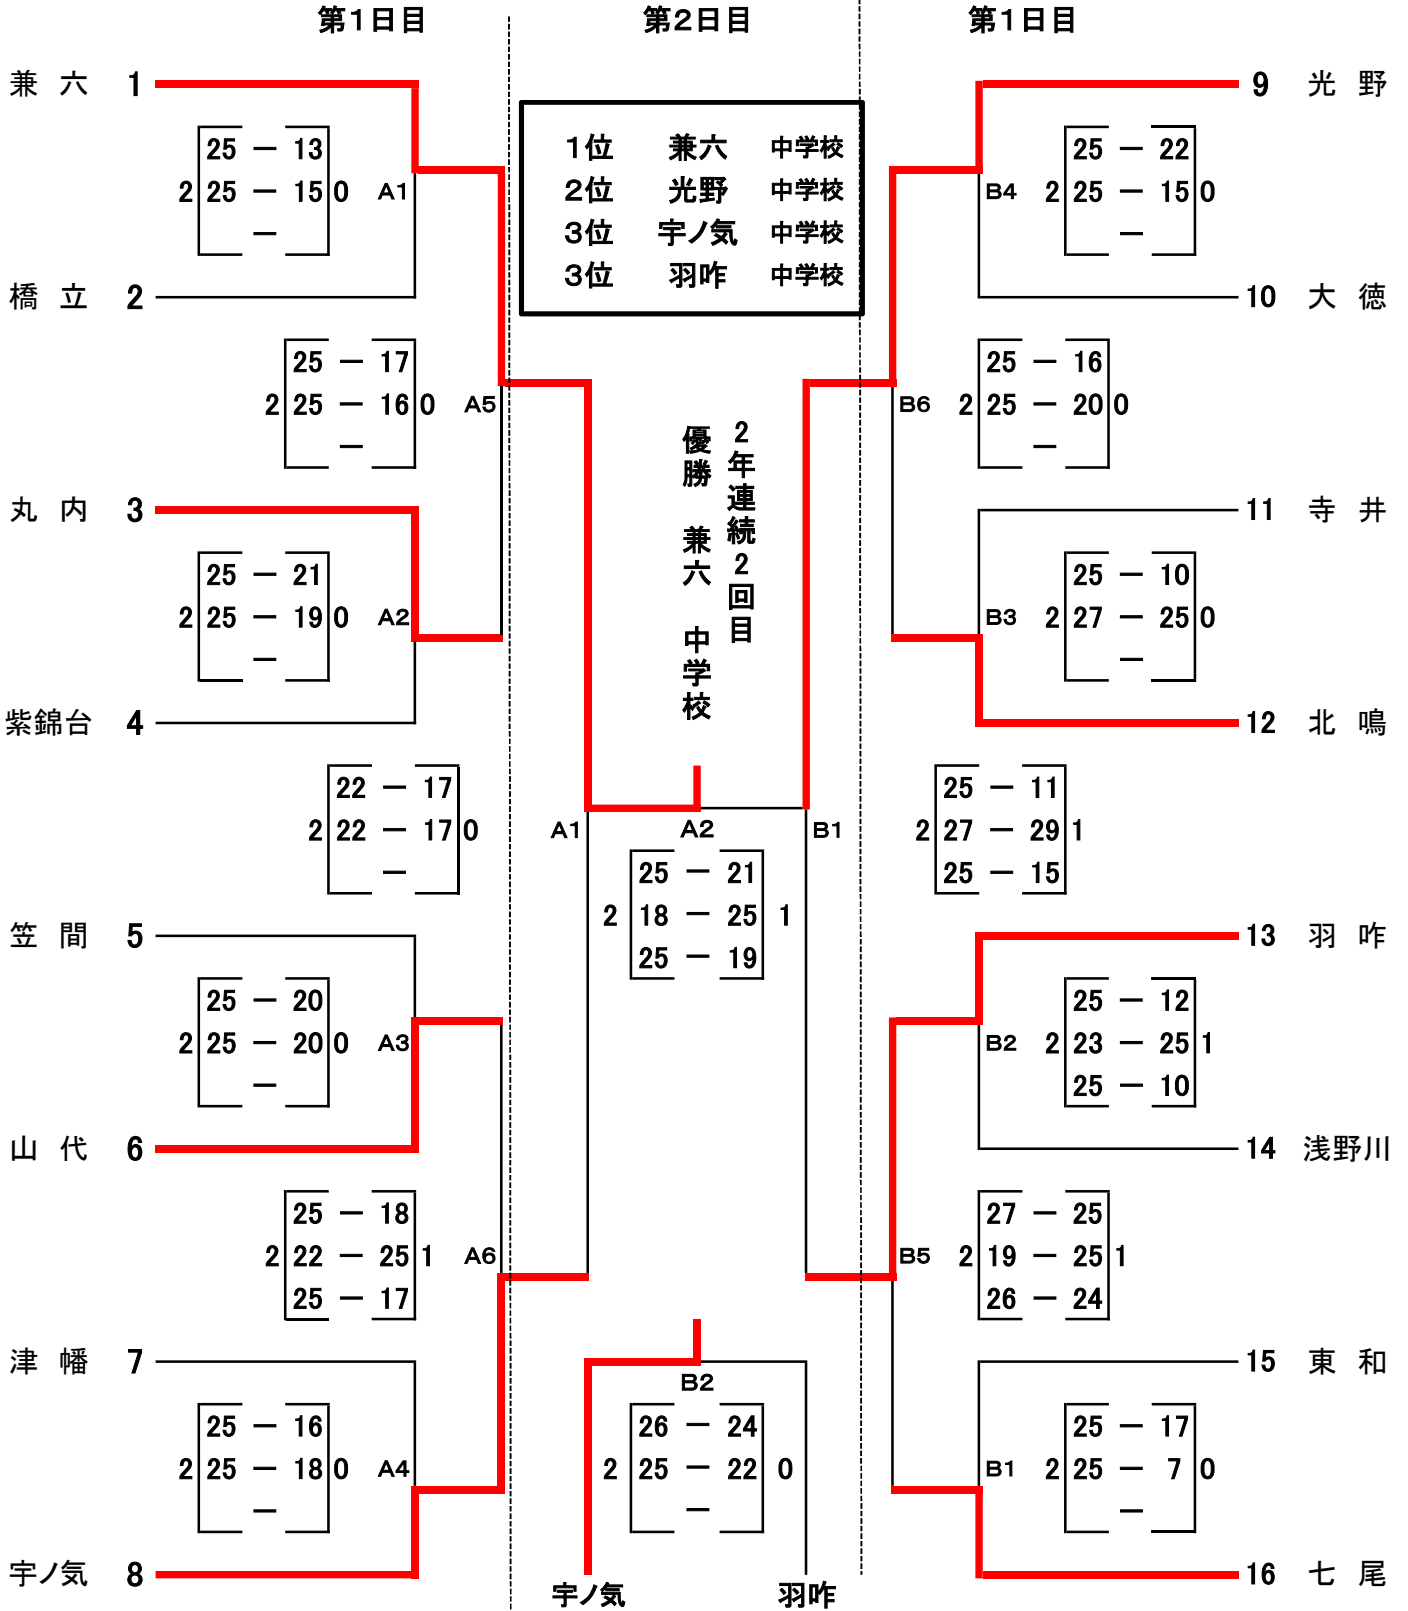 第1日目 第2日目 第1日目
兼 六 1
9 光 野
1位 兼六 中学校
2位 光野 中学校
3位 宇ノ気 中学校
3位 羽咋 中学校
25 － 13
2 25 － 15 0 A1
－
25 － 22
B4 2 25 － 15 0
－
橋 立 2
10 大 徳
25 － 17
2 25 － 16 0 A5
－
25 － 16
B6 2 25 － 20 0
－
2年連続2回目
優勝 兼六 中学校
丸 内 3
11 寺 井
25 － 21
2 25 － 19 0 A2
－
25 － 10
B3 2 27 － 25 0
－
紫錦台 4
12 北 鳴
22 － 17
2 22 － 17 0 A1
－
25 － 11
B1 2 27 － 29 1
25 － 15
A2
25 － 21
2 18 － 25 1
25 － 19
笠 間 5
13 羽 咋
25 － 20
2 25 － 20 0 A3
－
25 － 12
B2 2 23 － 25 1
25 － 10
山 代 6
14 浅野川
25 － 18
2 22 － 25 1 A6
25 － 17
27 － 25
B5 2 19 － 25 1
26 － 24
津 幡 7
15 東 和
25 － 16
2 25 － 18 0 A4
－
B2
26 － 24
2 25 － 22 0
－
25 － 17
B1 2 25 － 7 0
－
宇ノ気 8
16 七 尾
宇ノ気 羽咋